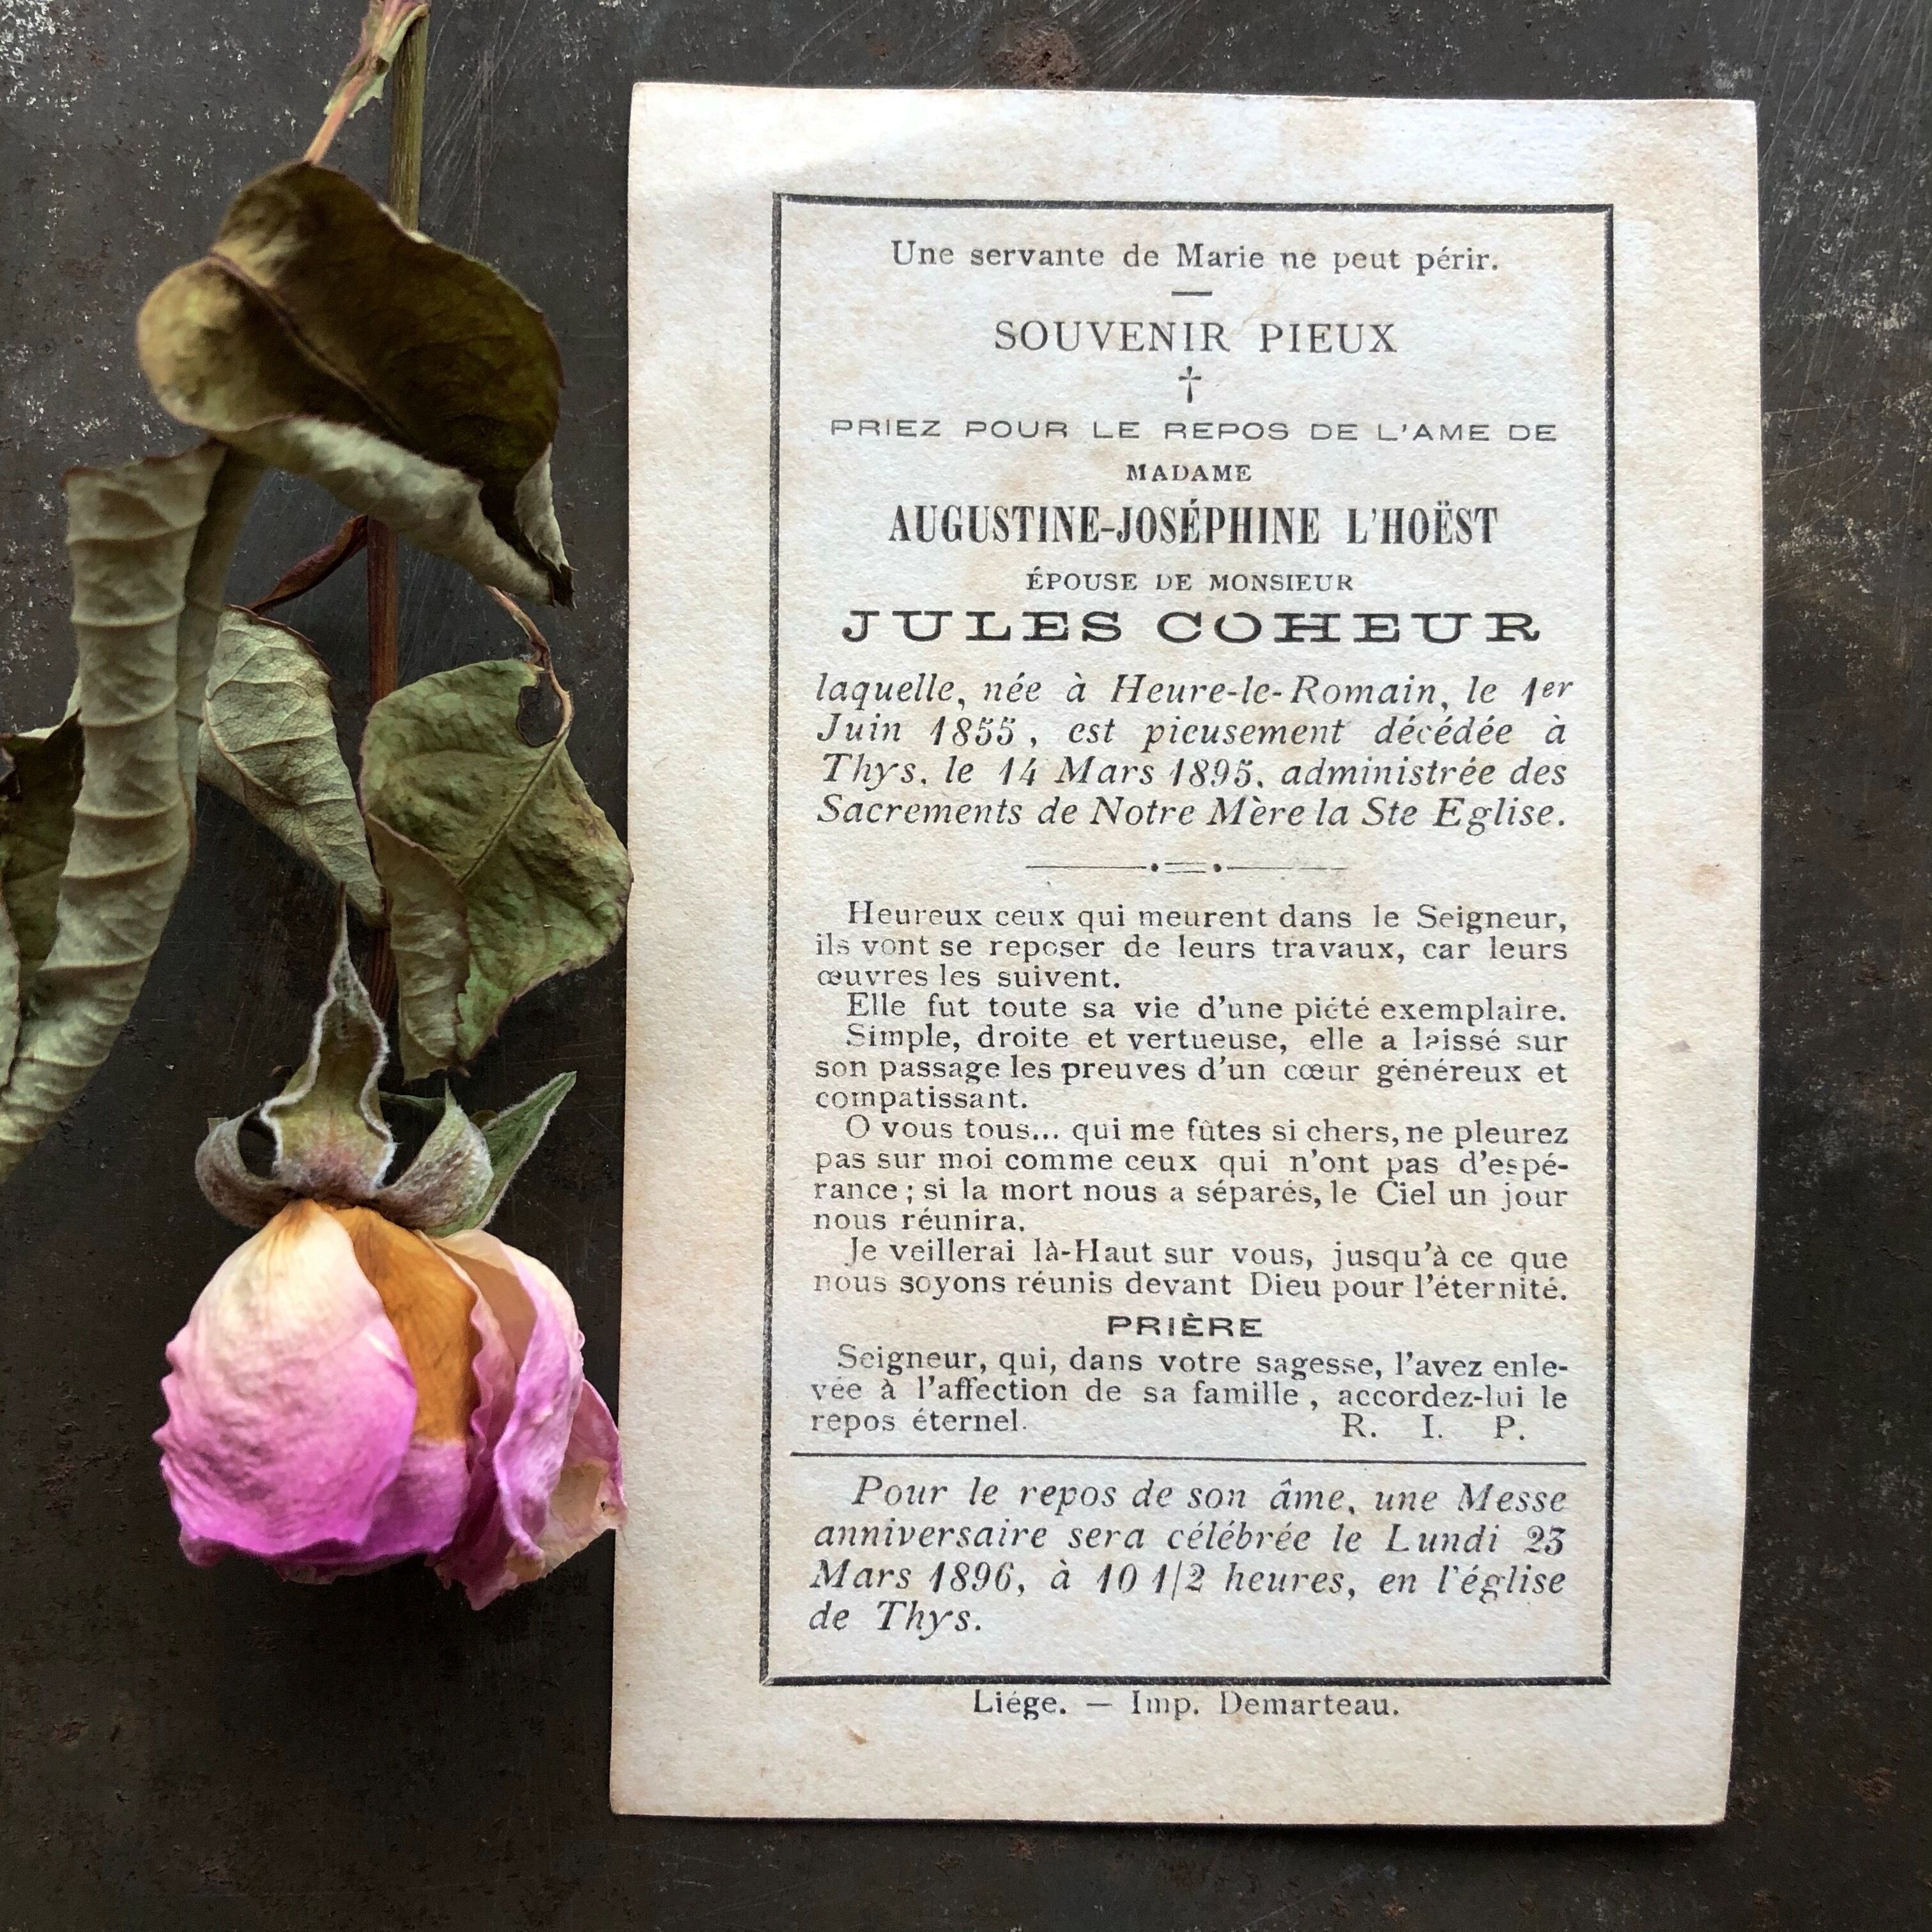 Une servante de Marie ne peut périr.
—
SOUVENIR PIEUX
†
PRIEZ POUR LE REPOS DE L'AME DE
MADAME
AUGUSTINE-JOSÉPHINE L'HOËST
ÉPOUSE DE MONSIEUR
JULES COHEUR
laquelle, née à Heure-le-Romain, le 1er
Juin 1855, est pieusement décédée à
Thys, le 14 Mars 1895, administrée des
Sacrements de Notre Mère la Ste Eglise.
Heureux ceux qui meurent dans le Seigneur,
ils vont se reposer de leurs travaux, car leurs
œuvres les suivent.
Elle fut toute sa vie d'une piété exemplaire.
Simple, droite et vertueuse, elle a laissé sur
son passage les preuves d'un cœur généreux et
compatissant.
O vous tous... qui me fûtes si chers, ne pleurez
pas sur moi comme ceux qui n'ont pas d'espé-
rance ; si la mort nous a séparés, le Ciel un jour
nous réunira.
Je veillerai là-Haut sur vous, jusqu'à ce que
nous soyons réunis devant Dieu pour l'éternité.
PRIÈRE
Seigneur, qui, dans votre sagesse, l'avez enle-
vée à l'affection de sa famille, accordez-lui le
repos éternel. R. I. P.
Pour le repos de son âme, une Messe
anniversaire sera célébrée le Lundi 23
Mars 1896, à 10 1/2 heures, en l'église
de Thys.
Liége. — Imp. Demarteau.